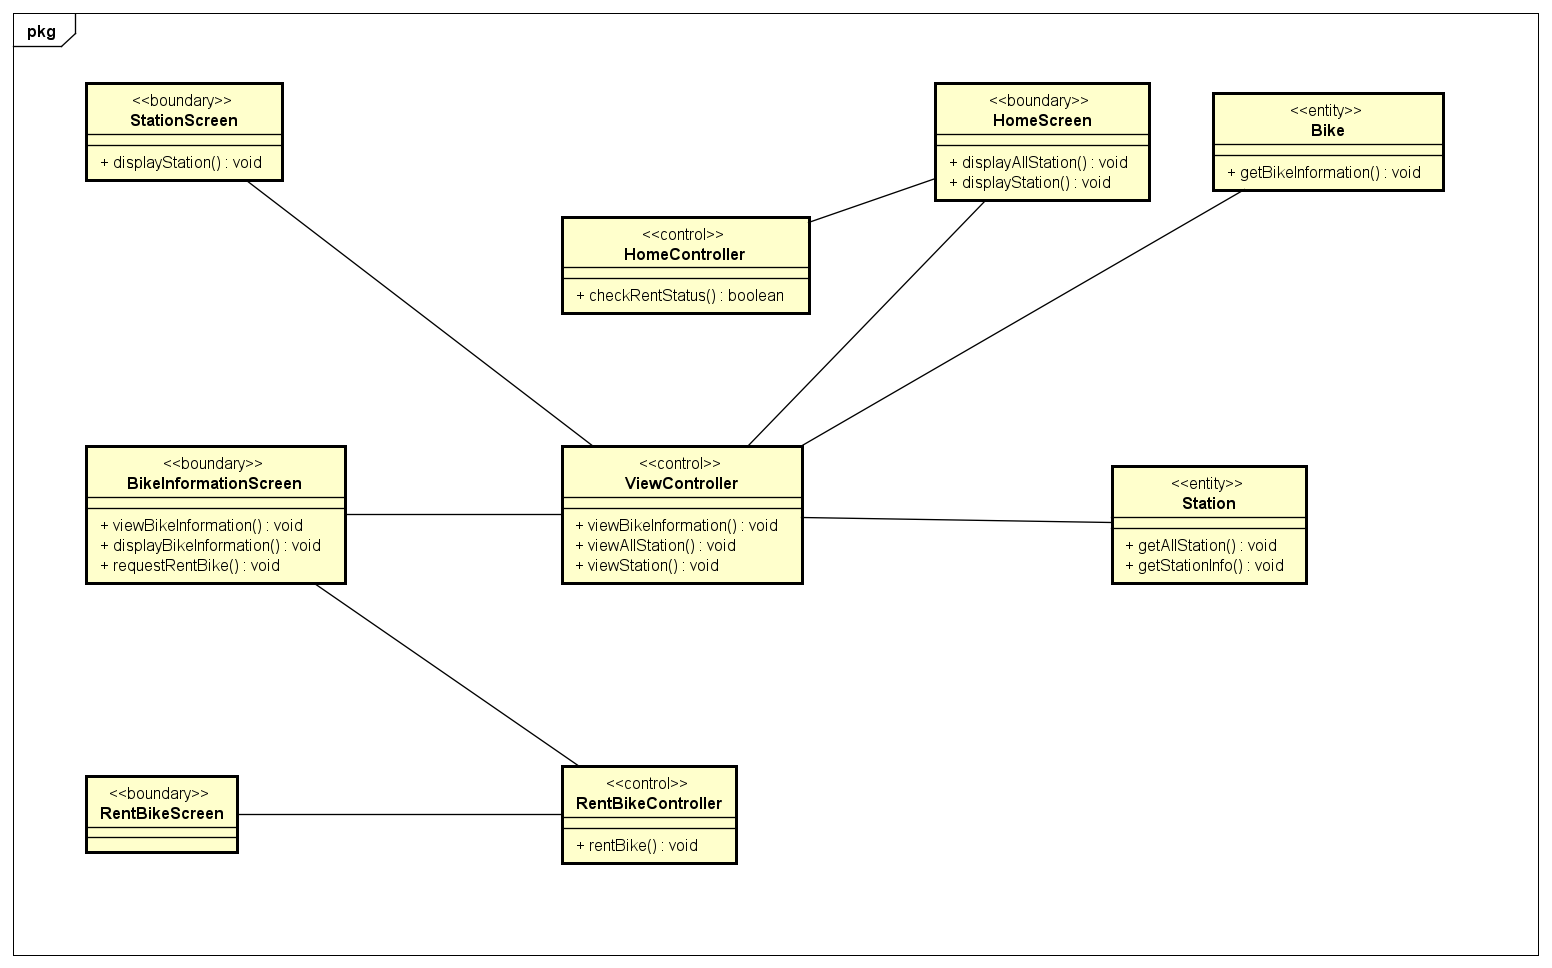 pkg
<<boundary>>
StationScreen
+ displayStation() : void
<<boundary>>
HomeScreen
+ displayAllStation() : void
+ displayStation() : void
<<entity>>
Bike
+ getBikeInformation() : void
<<control>>
HomeController
+ checkRentStatus() : boolean
<<boundary>>
BikeInformationScreen
+ viewBikeInformation() : void
+ displayBikeInformation() : void
+ requestRentBike() : void
<<control>>
ViewController
+ viewBikeInformation() : void
+ viewAllStation() : void
+ viewStation() : void
<<entity>>
Station
+ getAllStation() : void
+ getStationInfo() : void
<<boundary>>
RentBikeScreen
<<control>>
RentBikeController
+ rentBike() : void